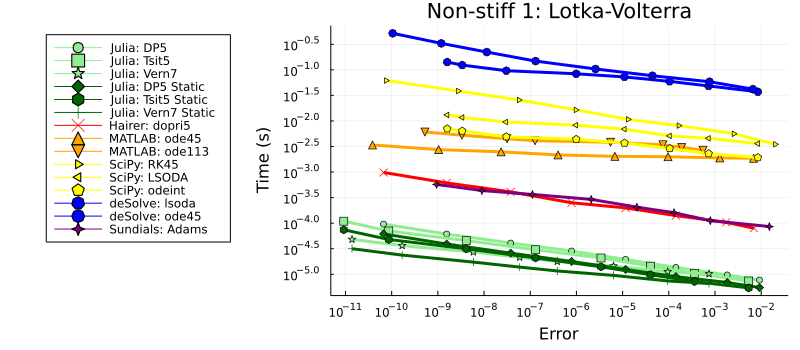 Non-stiff 1: Lotka-Volterra
Julia: DP5
Julia: Tsit5
Julia: Vern7
Julia: DP5 Static
Julia: Tsit5 Static
Julia: Vern7 Static
Hairer: dopri5
MATLAB: ode45
MATLAB: ode113
SciPy: RK45
SciPy: LSODA
SciPy: odeint
deSolve: lsoda
deSolve: ode45
Sundials: Adams
Time (s)
10⁻⁰·⁵
10⁻¹·⁰
10⁻¹·⁵
10⁻²·⁰
10⁻²·⁵
10⁻³·⁰
10⁻³·⁵
10⁻⁴·⁰
10⁻⁴·⁵
10⁻⁵·⁰
10⁻¹¹ 10⁻¹⁰ 10⁻⁹ 10⁻⁸ 10⁻⁷ 10⁻⁶ 10⁻⁵ 10⁻⁴ 10⁻³ 10⁻²
Error